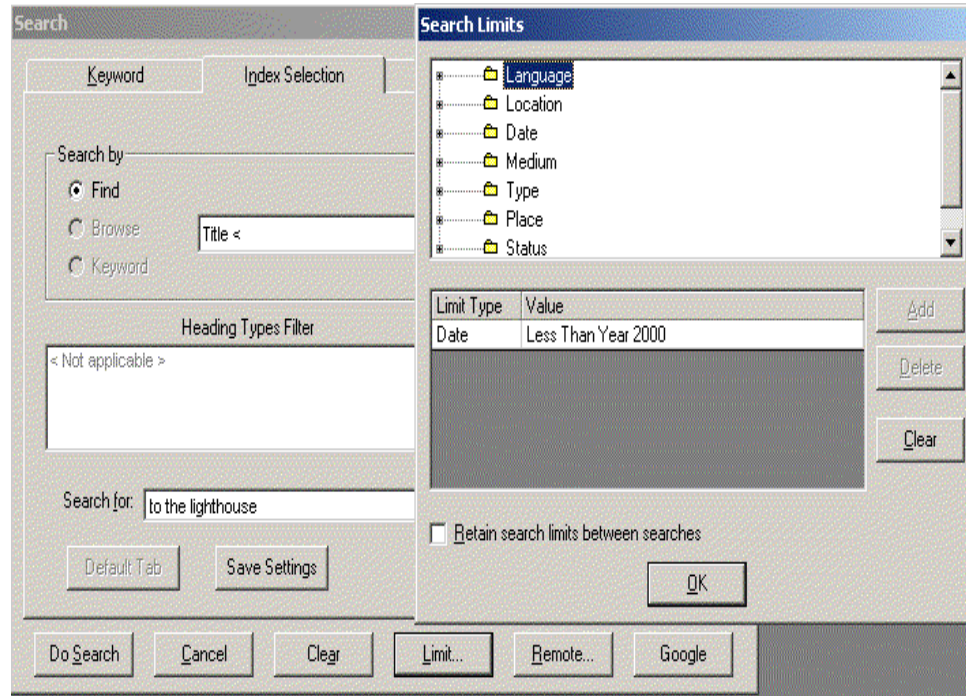 Search
Keyword
Index Selection
Search by
Find
Browse
Title <
Keyword
Heading Types Filter
< Not applicable >
Search for:
to the lighthouse
Default Tab
Save Settings
Do Search
Cancel
Clear
Limit...
Remote...
Google
Search Limits
Language
Location
Date
Medium
Type
Place
Status
Limit Type
Value
Date
Less Than Year 2000
Add
Delete
Clear
Retain search limits between searches
OK